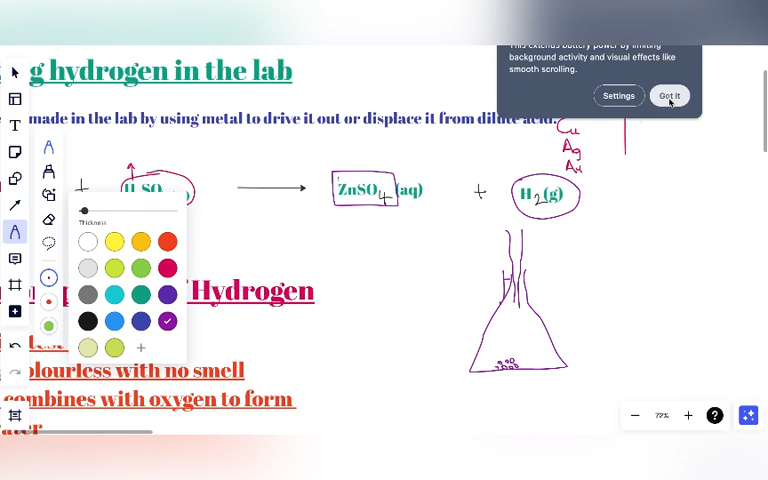 This extends battery power by limiting
background activity and visual effects like
smooth scrolling.
Settings
Got it
g hydrogen in the lab
made in the lab by using metal to drive it out or displace it from dilute acid.
Cu
Ag
Au
+
ZnSO4 (aq)
+
H2(g)
Thickness
f Hydrogen
olourless with no smell
combines with oxygen to form
ater
72%